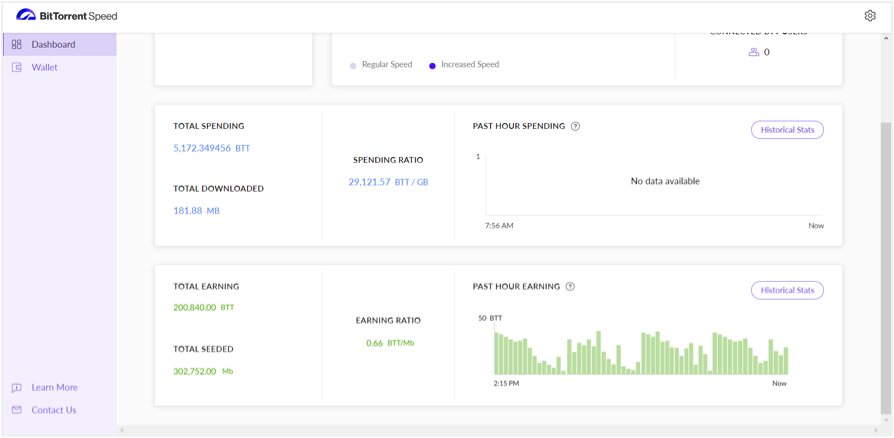 BitTorrent Speed
Dashboard
Wallet
Regular Speed
Increased Speed
0
TOTAL SPENDING
5,172.349456 BTT
TOTAL DOWNLOADED
181.88 MB
SPENDING RATIO
29,121.57 BTT / GB
PAST HOUR SPENDING ?
Historical Stats
1
No data available
7:56 AM
Now
TOTAL EARNING
200,840.00 BTT
TOTAL SEEDED
302,752.00 Mb
EARNING RATIO
0.66 BTT/Mb
PAST HOUR EARNING ?
Historical Stats
50 BTT
2:15 PM
Now
Learn More
Contact Us